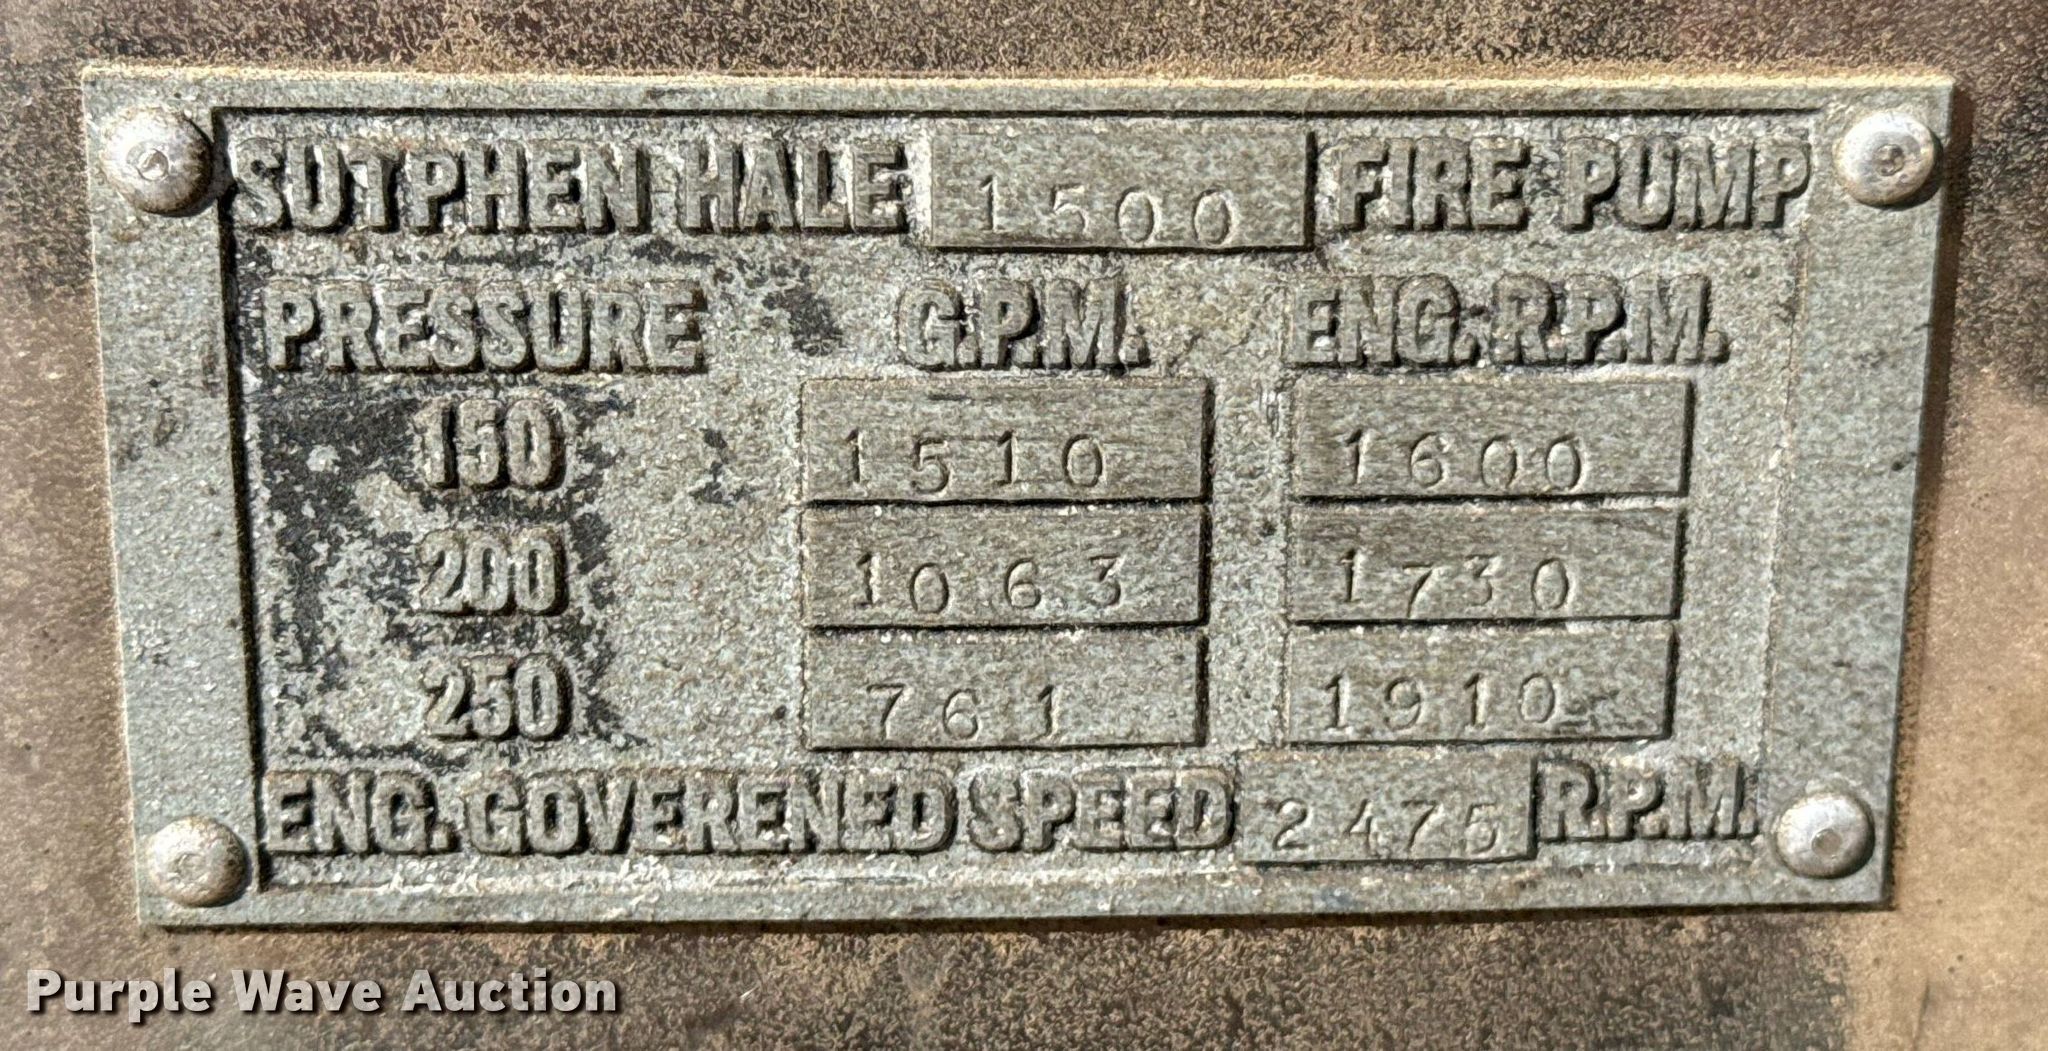 SUTPHEN-HALE 1500 FIRE PUMP
PRESSURE G.P.M. ENG. R.P.M.
150 1510 1600
200 1063 1730
250 761 1910
ENG. GOVERENED SPEED 2475 R.P.M.
Purple Wave Auction